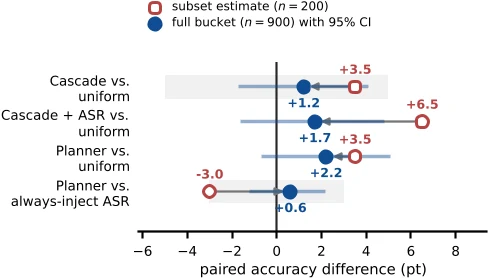 subset estimate (n = 200)
full bucket (n = 900) with 95% CI
Cascade vs.
uniform
+3.5
+1.2
Cascade + ASR vs.
uniform
+6.5
+1.7
Planner vs.
uniform
+3.5
+2.2
Planner vs.
always-inject ASR
-3.0
+0.6
−6 −4 −2 0 2 4 6 8
paired accuracy difference (pt)